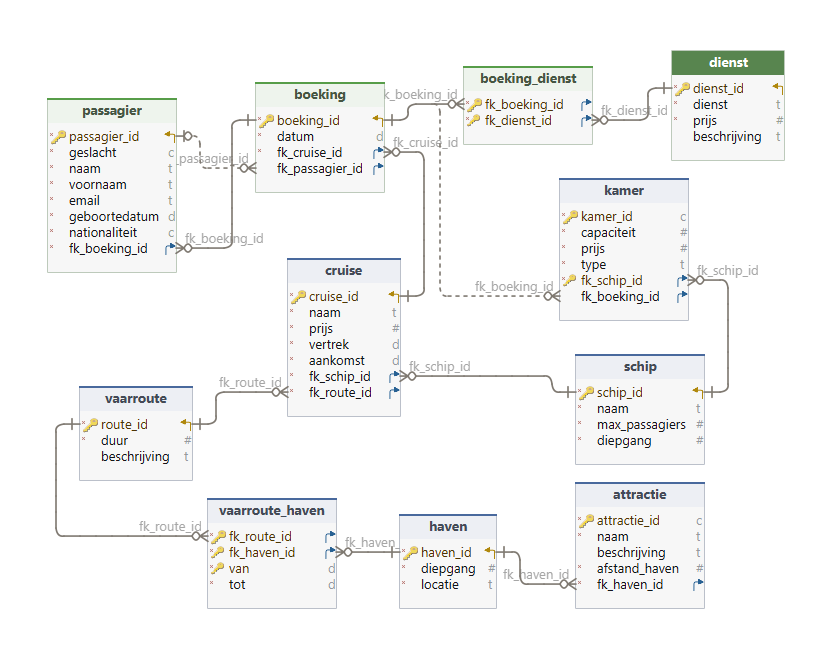 passagier
passagier_id
geslacht c
naam t
voornaam t
email t
geboortedatum d
nationaliteit c
fk_boeking_id
boeking
boeking_id
datum d
fk_cruise_id
fk_passagier_id
boeking_dienst
fk_boeking_id
fk_dienst_id
dienst
dienst_id
dienst t
prijs #
beschrijving t
k_boeking_id
fk_dienst_id
fk_cruise_id
passagier_id
fk_boeking_id
kamer
kamer_id c
capaciteit #
prijs #
type t
fk_schip_id
fk_boeking_id
fk_schip_id
fk_boeking_id
cruise
cruise_id
naam t
prijs #
vertrek d
aankomst d
fk_schip_id
fk_route_id
fk_schip_id
fk_route_id
schip
schip_id
naam t
max_passagiers #
diepgang #
vaarroute
route_id
duur #
beschrijving t
fk_route_id
vaarroute_haven
fk_route_id
fk_haven_id
van d
tot d
fk_haven_
haven
haven_id
diepgang #
locatie t
fk_haven_id
attractie
attractie_id c
naam t
beschrijving t
afstand_haven #
fk_haven_id